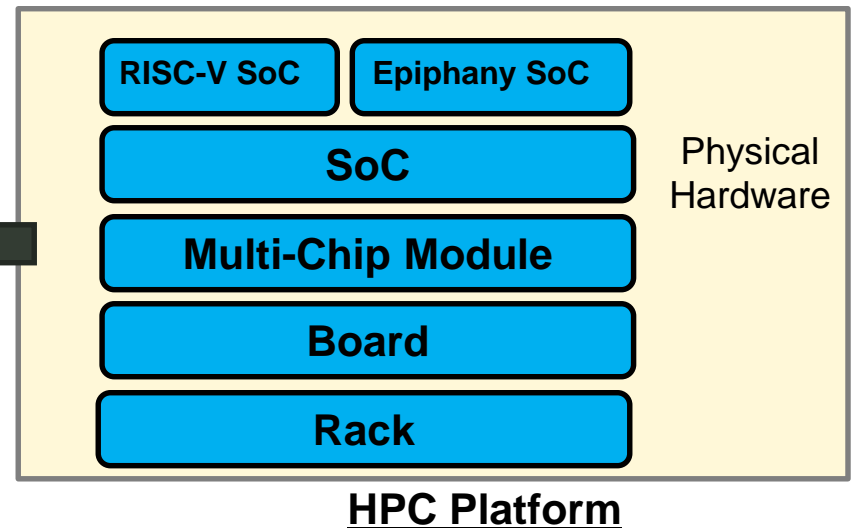 RISC-V SoC
Epiphany SoC
SoC
Physical
Hardware
Multi-Chip Module
Board
Rack
HPC Platform